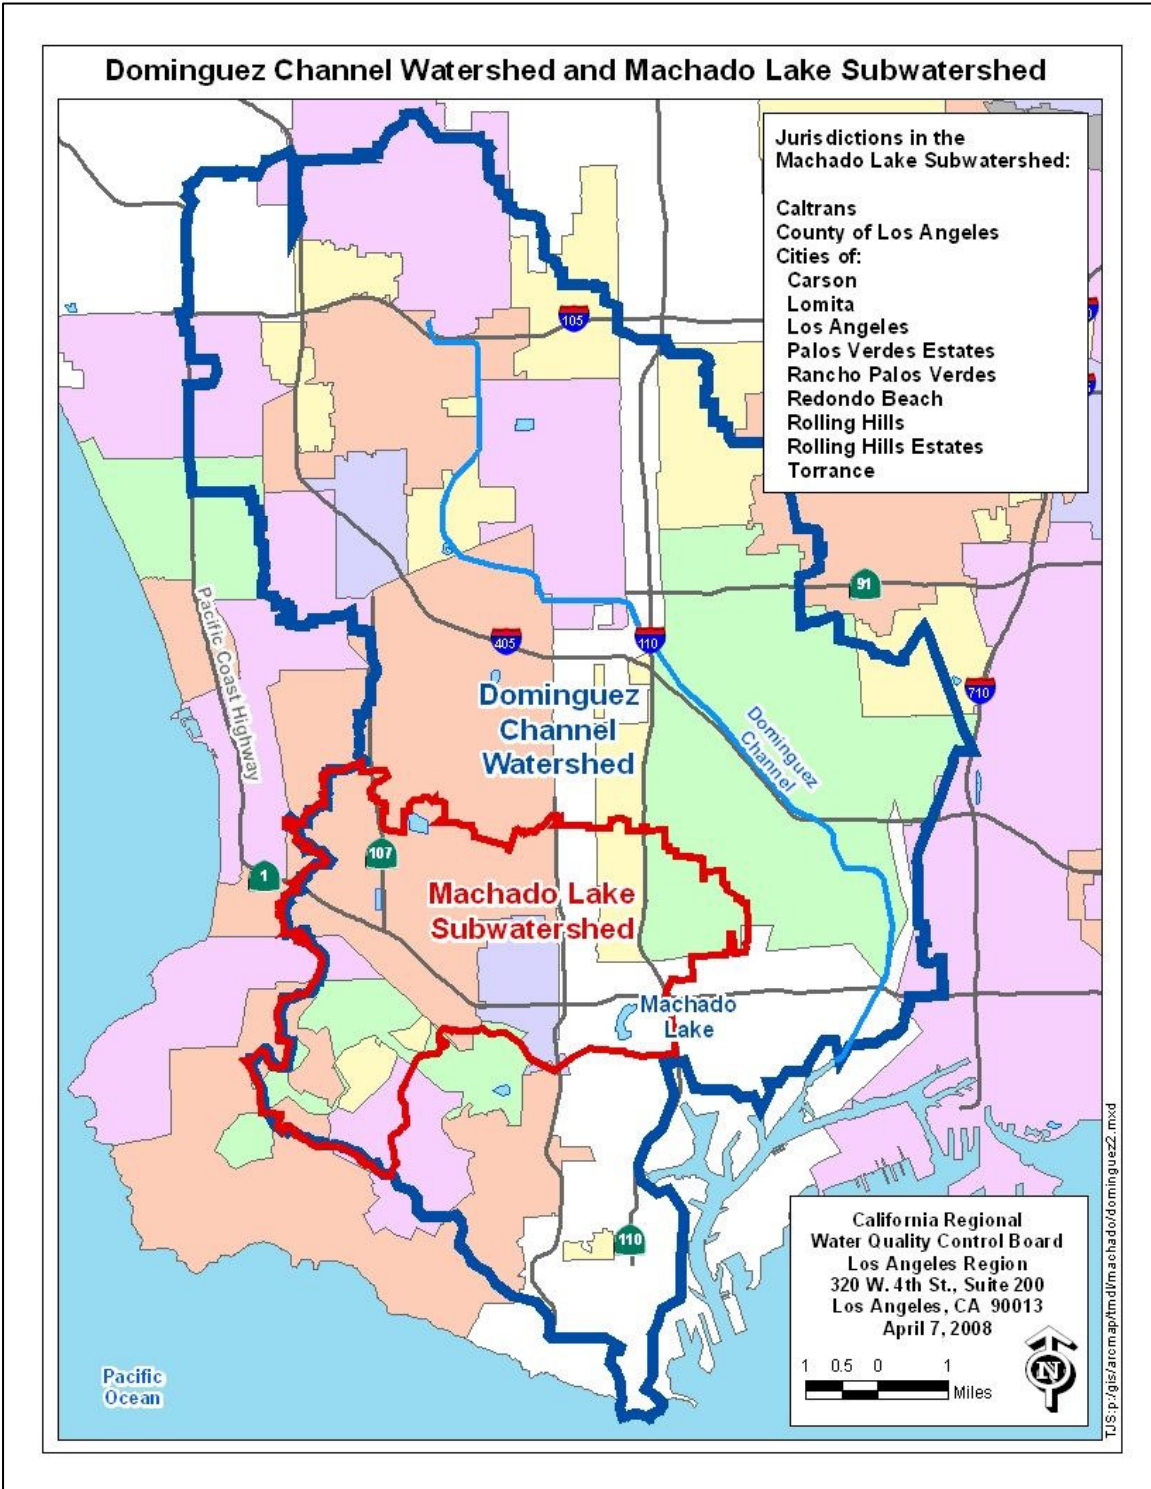 Dominguez Channel Watershed and Machado Lake Subwatershed
Jurisdictions in the
Machado Lake Subwatershed:
Caltrans
County of Los Angeles
Cities of:
Carson
Lomita
Los Angeles
Palos Verdes Estates
Rancho Palos Verdes
Redondo Beach
Rolling Hills
Rolling Hills Estates
Torrance
105
91
Pacific Coast Highway
405
110
710
Dominguez
Channel
Watershed
Dominguez
Channel
107
1
Machado Lake
Subwatershed
Machado
Lake
110
Pacific
Ocean
California Regional
Water Quality Control Board
Los Angeles Region
320 W. 4th St., Suite 200
Los Angeles, CA 90013
April 7, 2008
1 0.5 0 1
Miles
N
TJS:p:/gis/arcmap/tmdl/machado/dominguez2.mxd